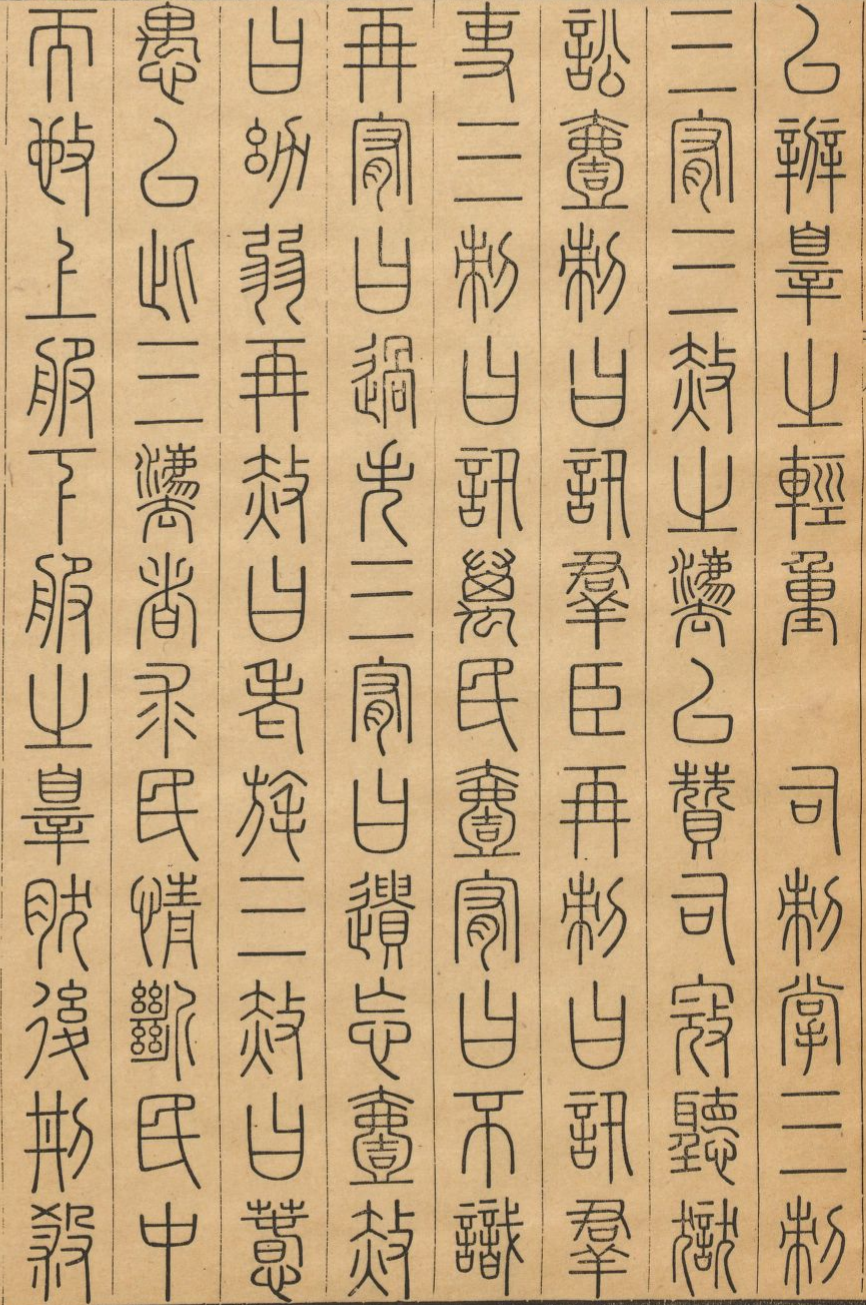 以辨辠之輕重 司刺掌三刺
三宥三赦之灋以贊司寇聽獄
訟壹刺曰訊羣臣再刺曰訊羣
吏三刺曰訊萬民壹宥曰不識
再宥曰過失三宥曰遺忘壹赦
曰幼弱再赦曰老旄三赦曰惷
愚以此三灋者求民情斷民中
而施上服下服之辠肰後刑殺